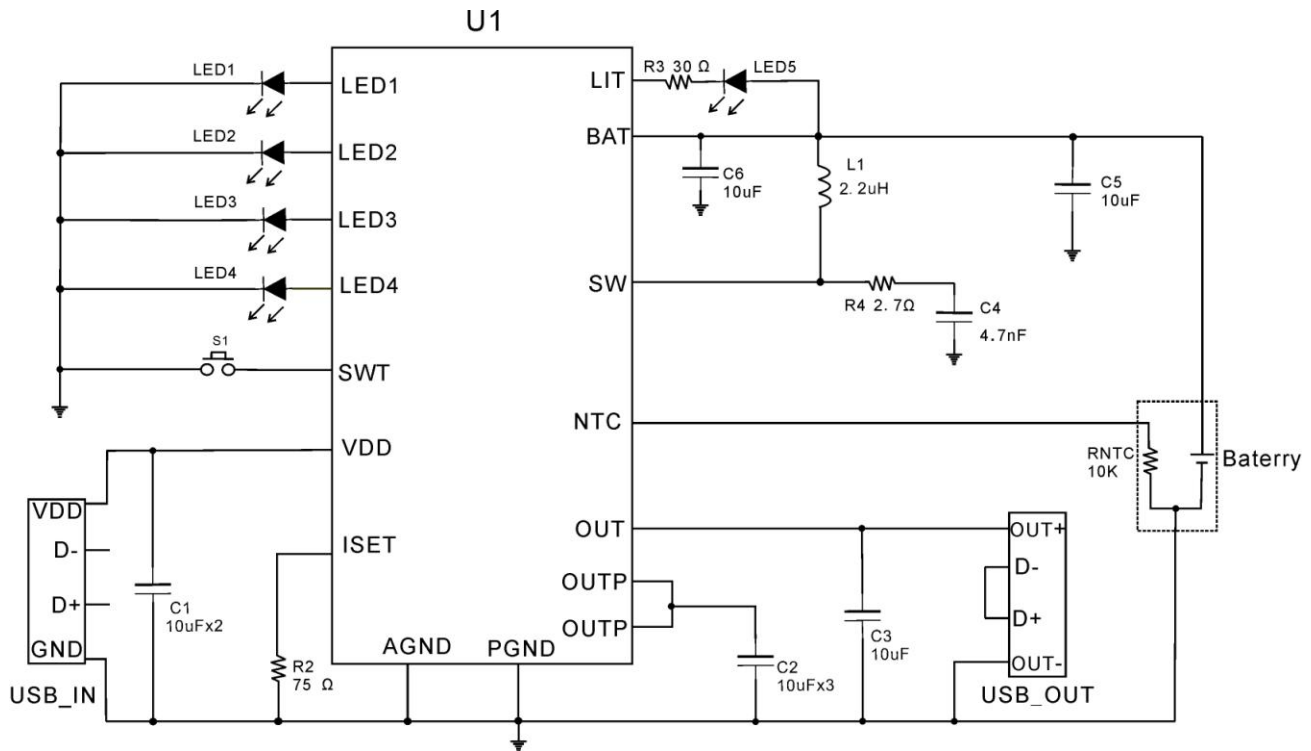 U1
LED1
LED1
LED2
LED2
LED3
LED3
LED4
LED4
S1
SWT
VDD
ISET
AGND
PGND
LIT
BAT
SW
NTC
OUT
OUTP
OUTP
R3 30 Ω
LED5
C6
10uF
L1
2.2uH
C5
10uF
R4 2.7Ω
C4
4.7nF
RNTC
10K
Baterry
VDD
D-
D+
GND
USB_IN
C1
10uFx2
R2
75 Ω
C2
10uFx3
C3
10uF
OUT+
D-
D+
OUT-
USB_OUT